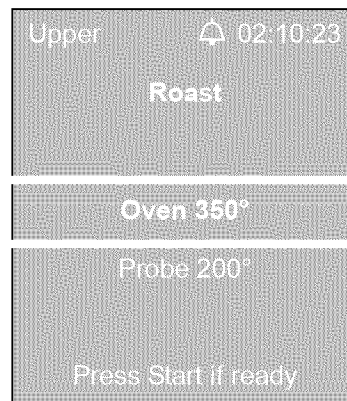 Upper 02:10:23
Roast
Oven 350°
Probe 200°
Press Start if ready